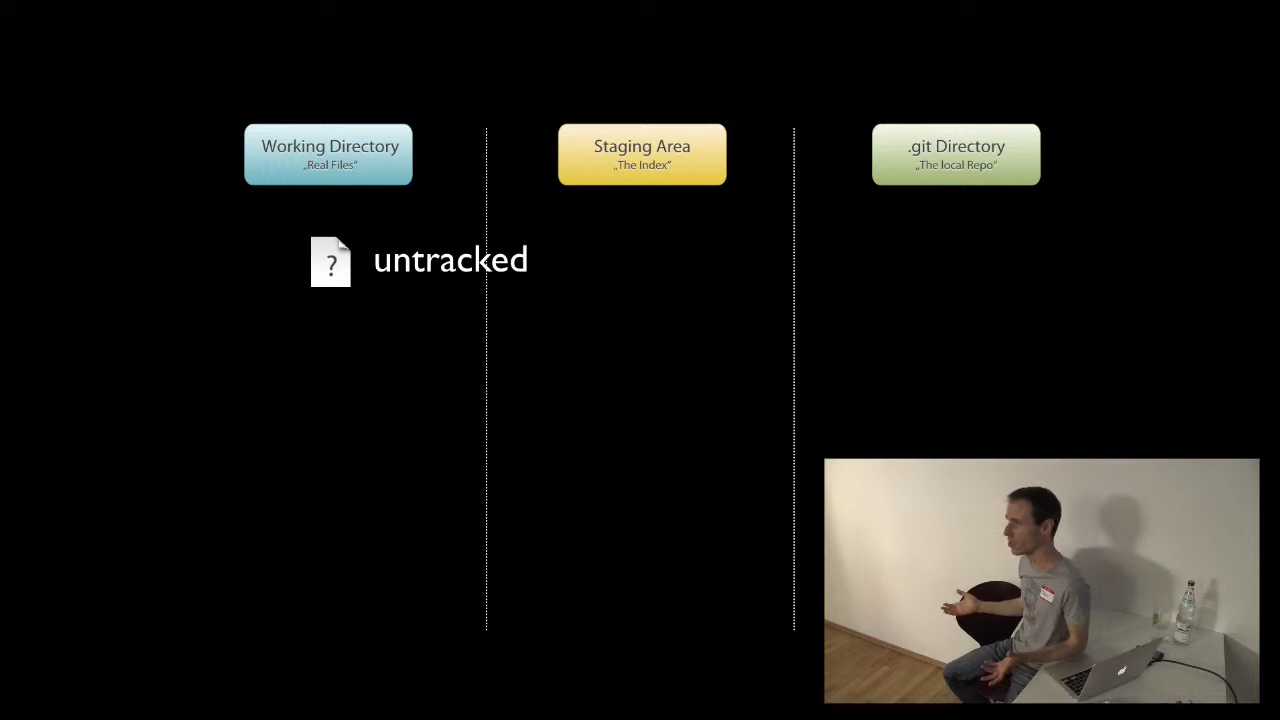 Working Directory
„Real Files“
Staging Area
„The Index“
.git Directory
„The local Repo“
?
untracked